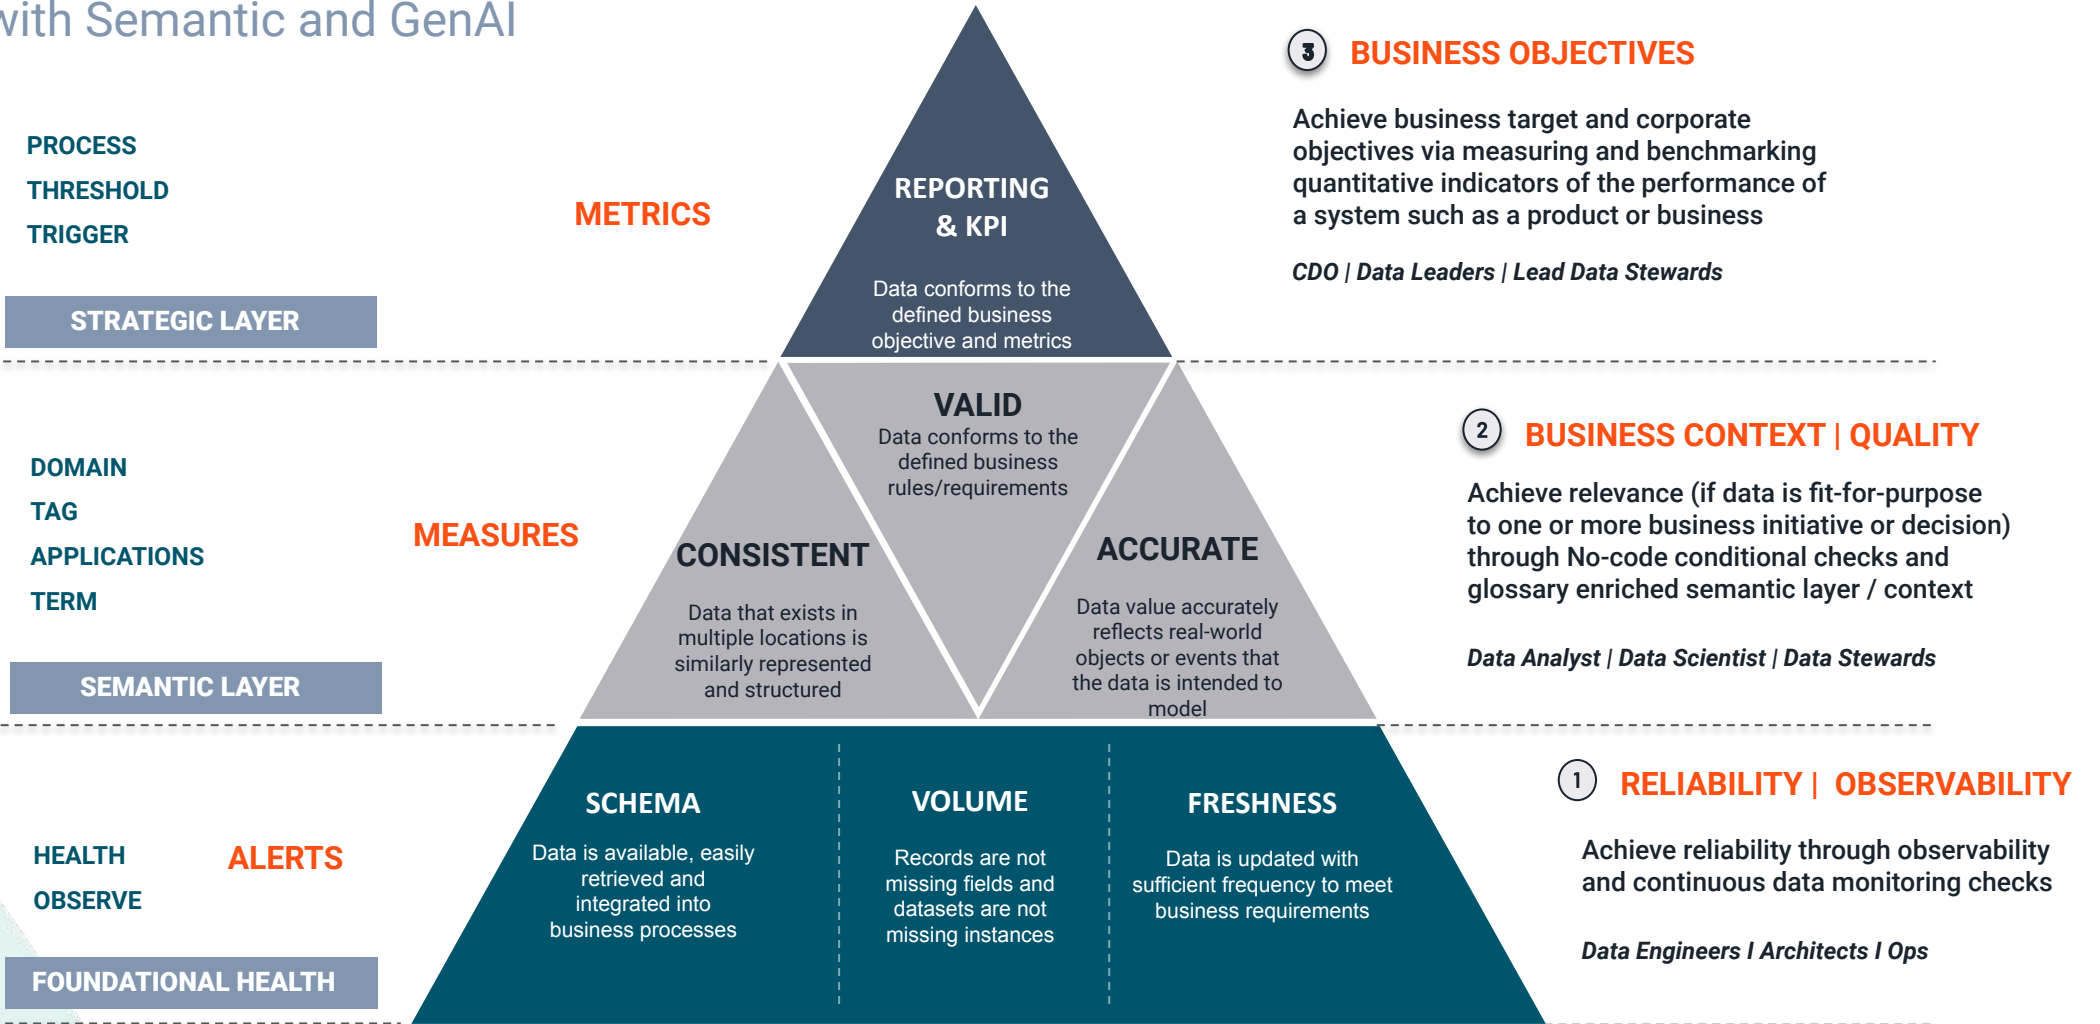 with Semantic and GenAI
PROCESS
THRESHOLD
TRIGGER
STRATEGIC LAYER
METRICS
REPORTING
& KPI
Data conforms to the
defined business
objective and metrics
3
BUSINESS OBJECTIVES
Achieve business target and corporate
objectives via measuring and benchmarking
quantitative indicators of the performance of
a system such as a product or business
CDO | Data Leaders | Lead Data Stewards
DOMAIN
TAG
APPLICATIONS
TERM
SEMANTIC LAYER
MEASURES
VALID
Data conforms to the
defined business
rules/requirements
CONSISTENT
Data that exists in
multiple locations is
similarly represented
and structured
ACCURATE
Data value accurately
reflects real-world
objects or events that
the data is intended to
model
2
BUSINESS CONTEXT | QUALITY
Achieve relevance (if data is fit-for-purpose
to one or more business initiative or decision)
through No-code conditional checks and
glossary enriched semantic layer / context
Data Analyst | Data Scientist | Data Stewards
HEALTH
OBSERVE
FOUNDATIONAL HEALTH
ALERTS
SCHEMA
Data is available, easily
retrieved and
integrated into
business processes
VOLUME
Records are not
missing fields and
datasets are not
missing instances
FRESHNESS
Data is updated with
sufficient frequency to meet
business requirements
1
RELIABILITY | OBSERVABILITY
Achieve reliability through observability
and continuous data monitoring checks
Data Engineers I Architects I Ops